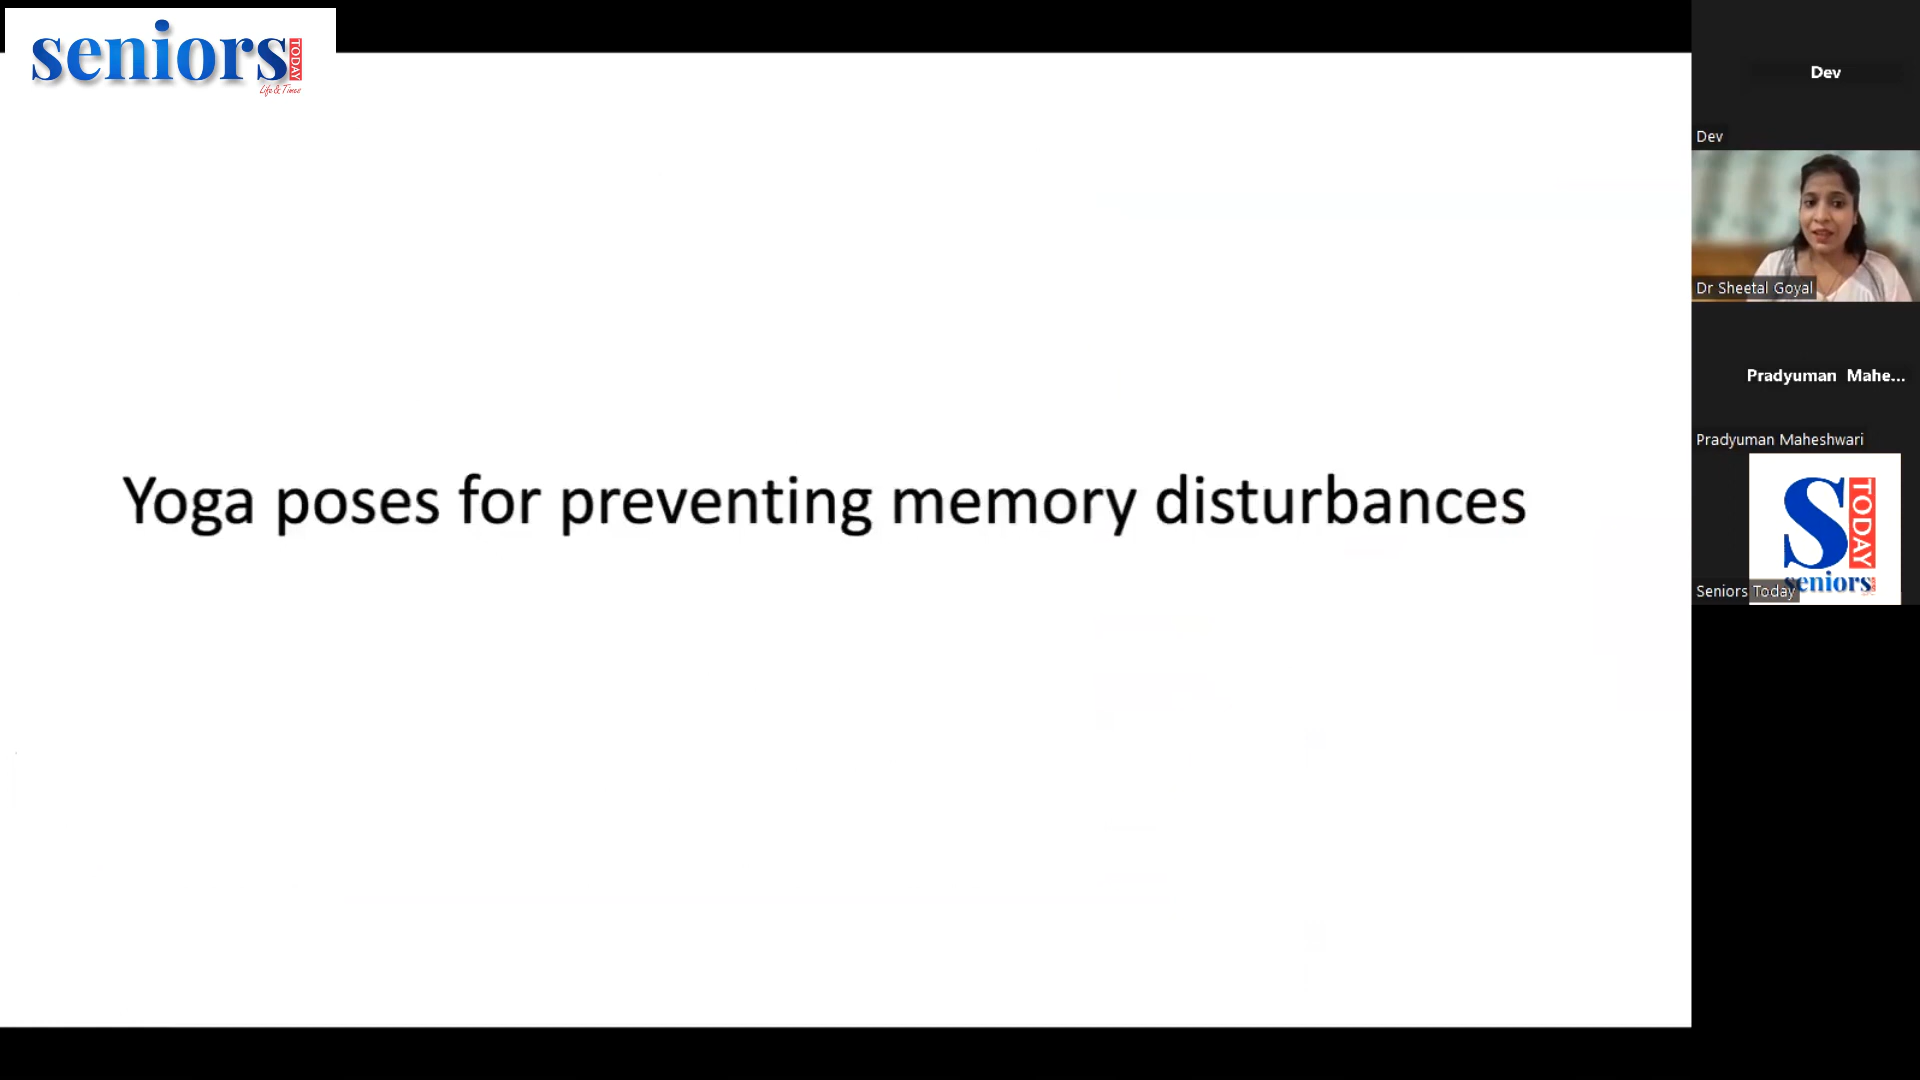 seniors TODAY
Life & Times
Yoga poses for preventing memory disturbances
Dev
Dev
Dr Sheetal Goyal
Pradyuman Mahe...
Pradyuman Maheshwari
S TODAY
seniors
Seniors Today